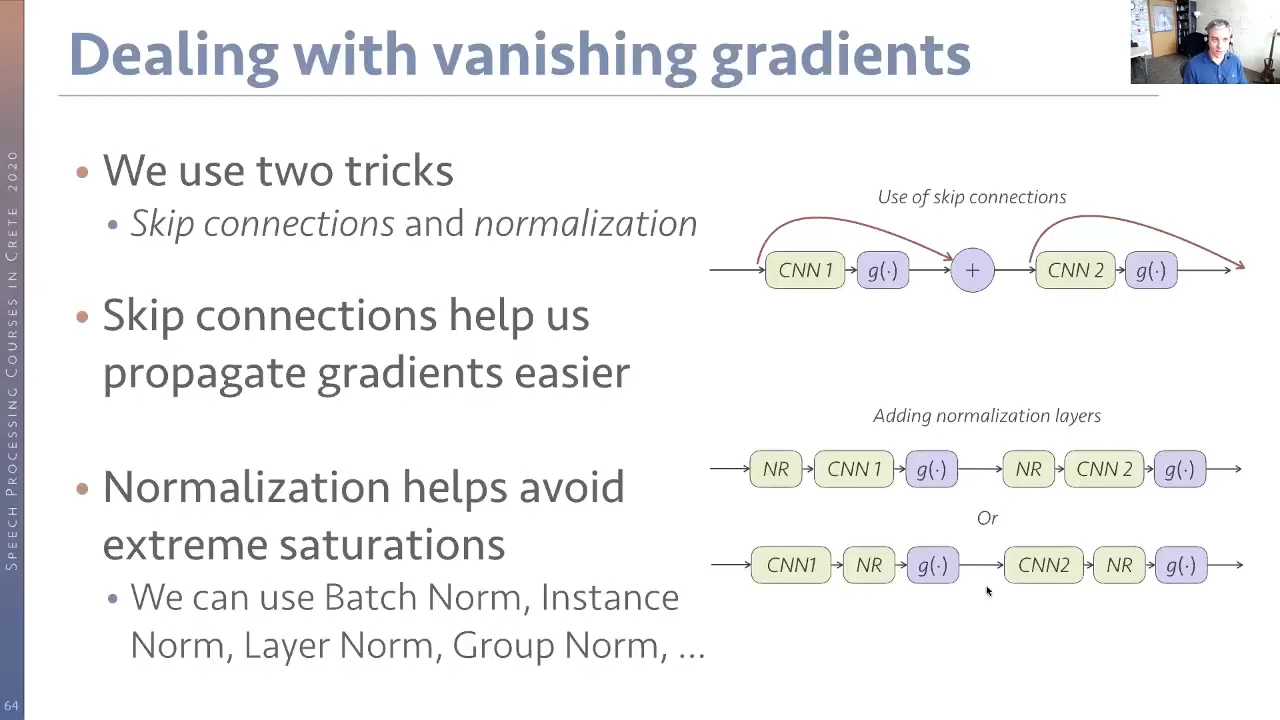 Dealing with vanishing gradients
• We use two tricks
• Skip connections and normalization
• Skip connections help us
propagate gradients easier
• Normalization helps avoid
extreme saturations
• We can use Batch Norm, Instance
Norm, Layer Norm, Group Norm, ...
Use of skip connections
CNN 1 g(·) + CNN 2 g(·)
Adding normalization layers
NR CNN 1 g(·) NR CNN 2 g(·)
Or
CNN1 NR g(·) CNN2 NR g(·)
SPEECH PROCESSING COURSES IN CRETE 2020
64